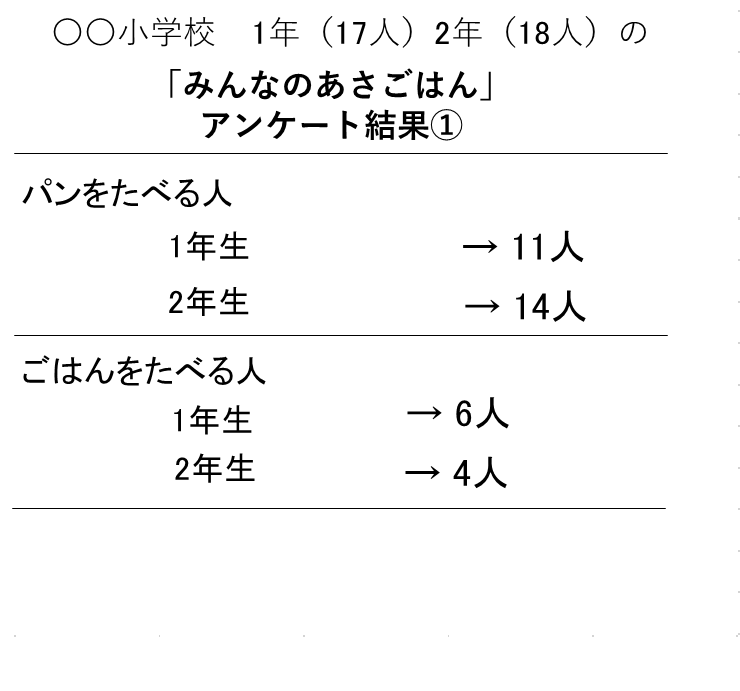 〇〇小学校　1年（17人）2年（18人）の
「みんなのあさごはん」
アンケート結果①
パンをたべる人
1年生 → 11人
2年生 → 14人
ごはんをたべる人
1年生 → 6人
2年生 → 4人